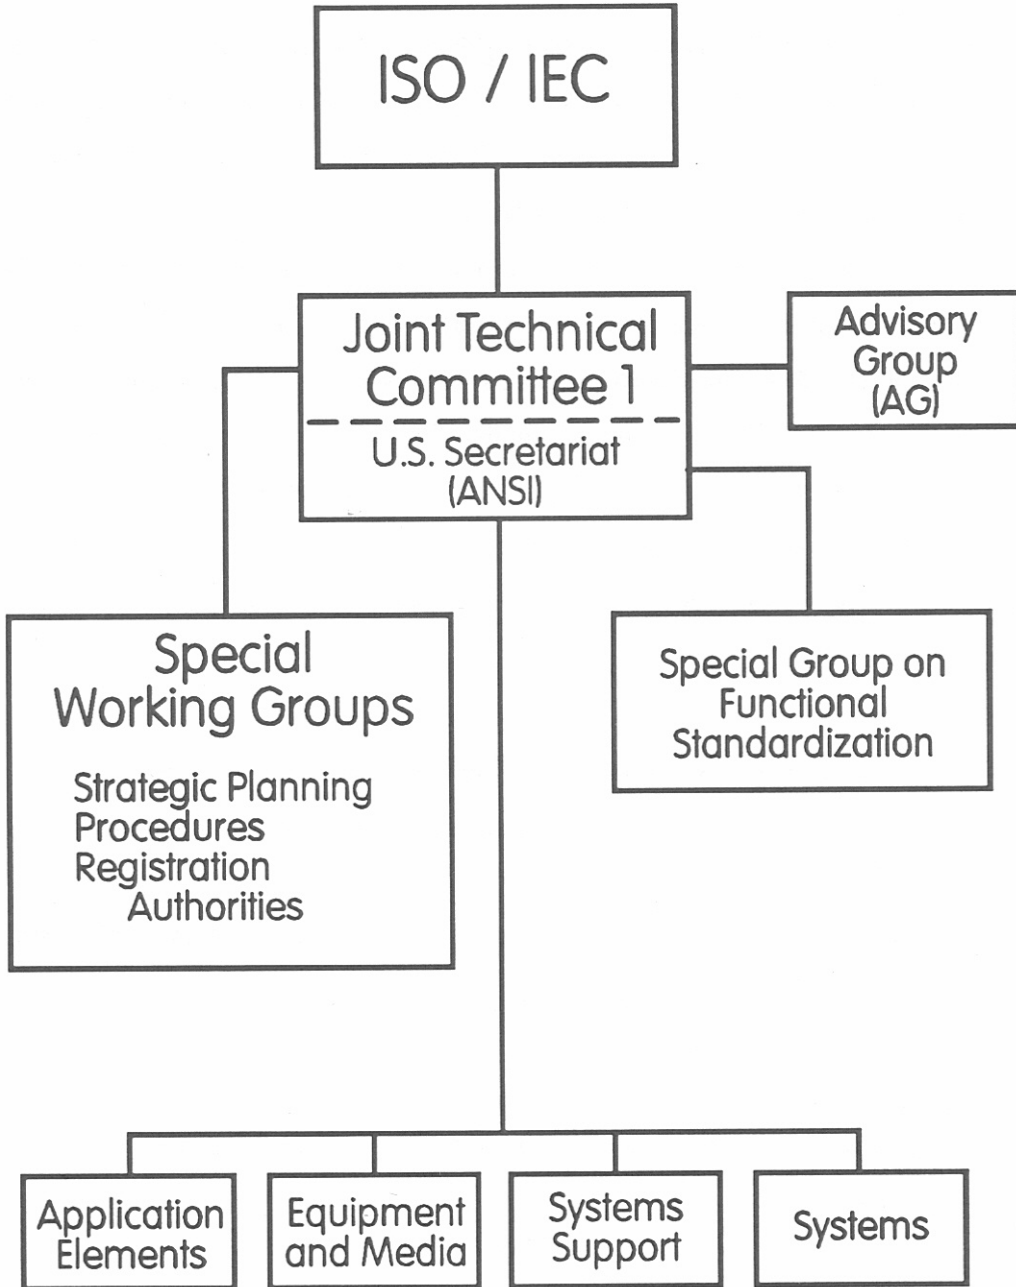 ISO / IEC
Joint Technical
Committee 1
U.S. Secretariat
(ANSI)
Advisory
Group
(AG)
Special
Working Groups
Strategic Planning
Procedures
Registration
Authorities
Special Group on
Functional
Standardization
Application
Elements
Equipment
and Media
Systems
Support
Systems